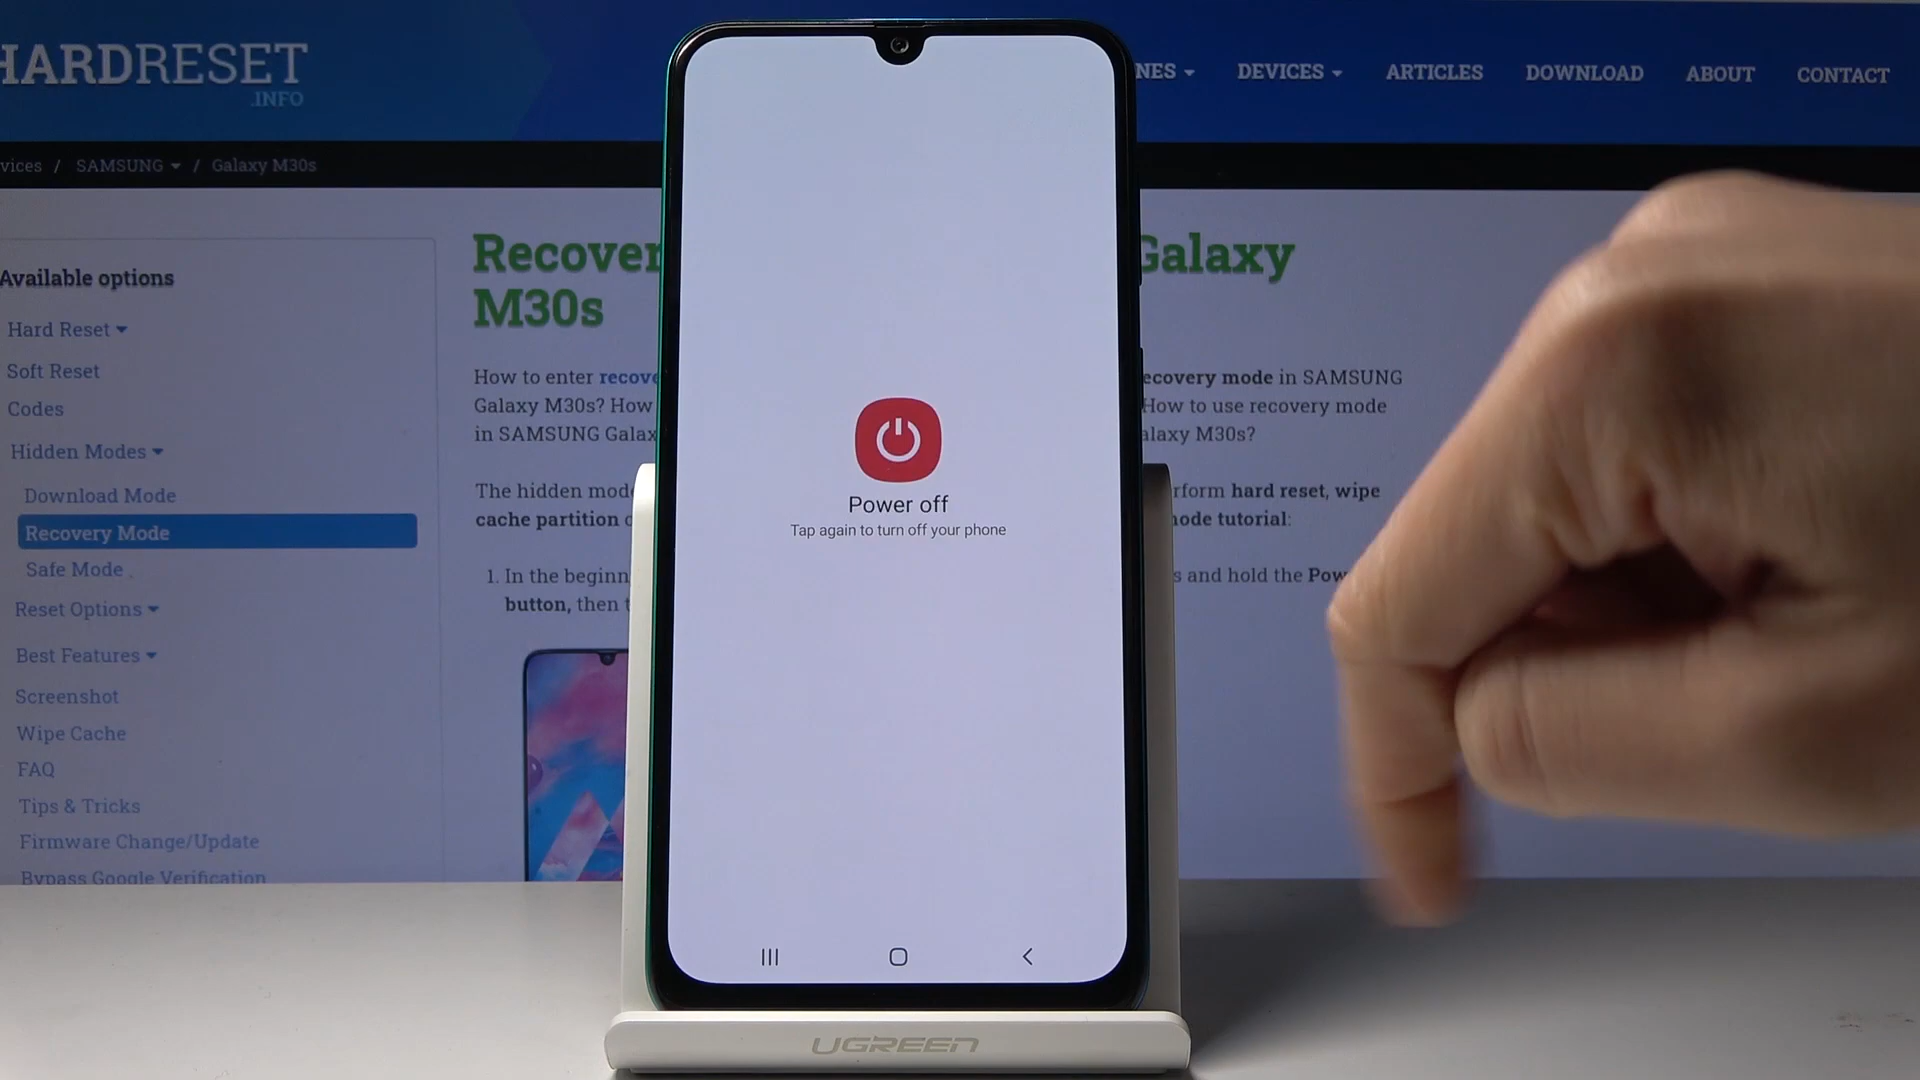 HARDRESET
.INFO
NES
DEVICES
ARTICLES
DOWNLOAD
ABOUT
CONTACT
vices / SAMSUNG / Galaxy M30s
Available options
Hard Reset
Soft Reset
Codes
Hidden Modes
Download Mode
Recovery Mode
Safe Mode
Reset Options
Best Features
Screenshot
Wipe Cache
FAQ
Tips & Tricks
Firmware Change/Update
Bypass Google Verification
Recover Galaxy
M30s
How to enter recove ecovery mode in SAMSUNG
Galaxy M30s? How How to use recovery mode
in SAMSUNG Galax alaxy M30s?
The hidden mod rform hard reset, wipe
cache partition ode tutorial:
1. In the beginn s and hold the Pow
button, then
Power off
Tap again to turn off your phone
UGREEN